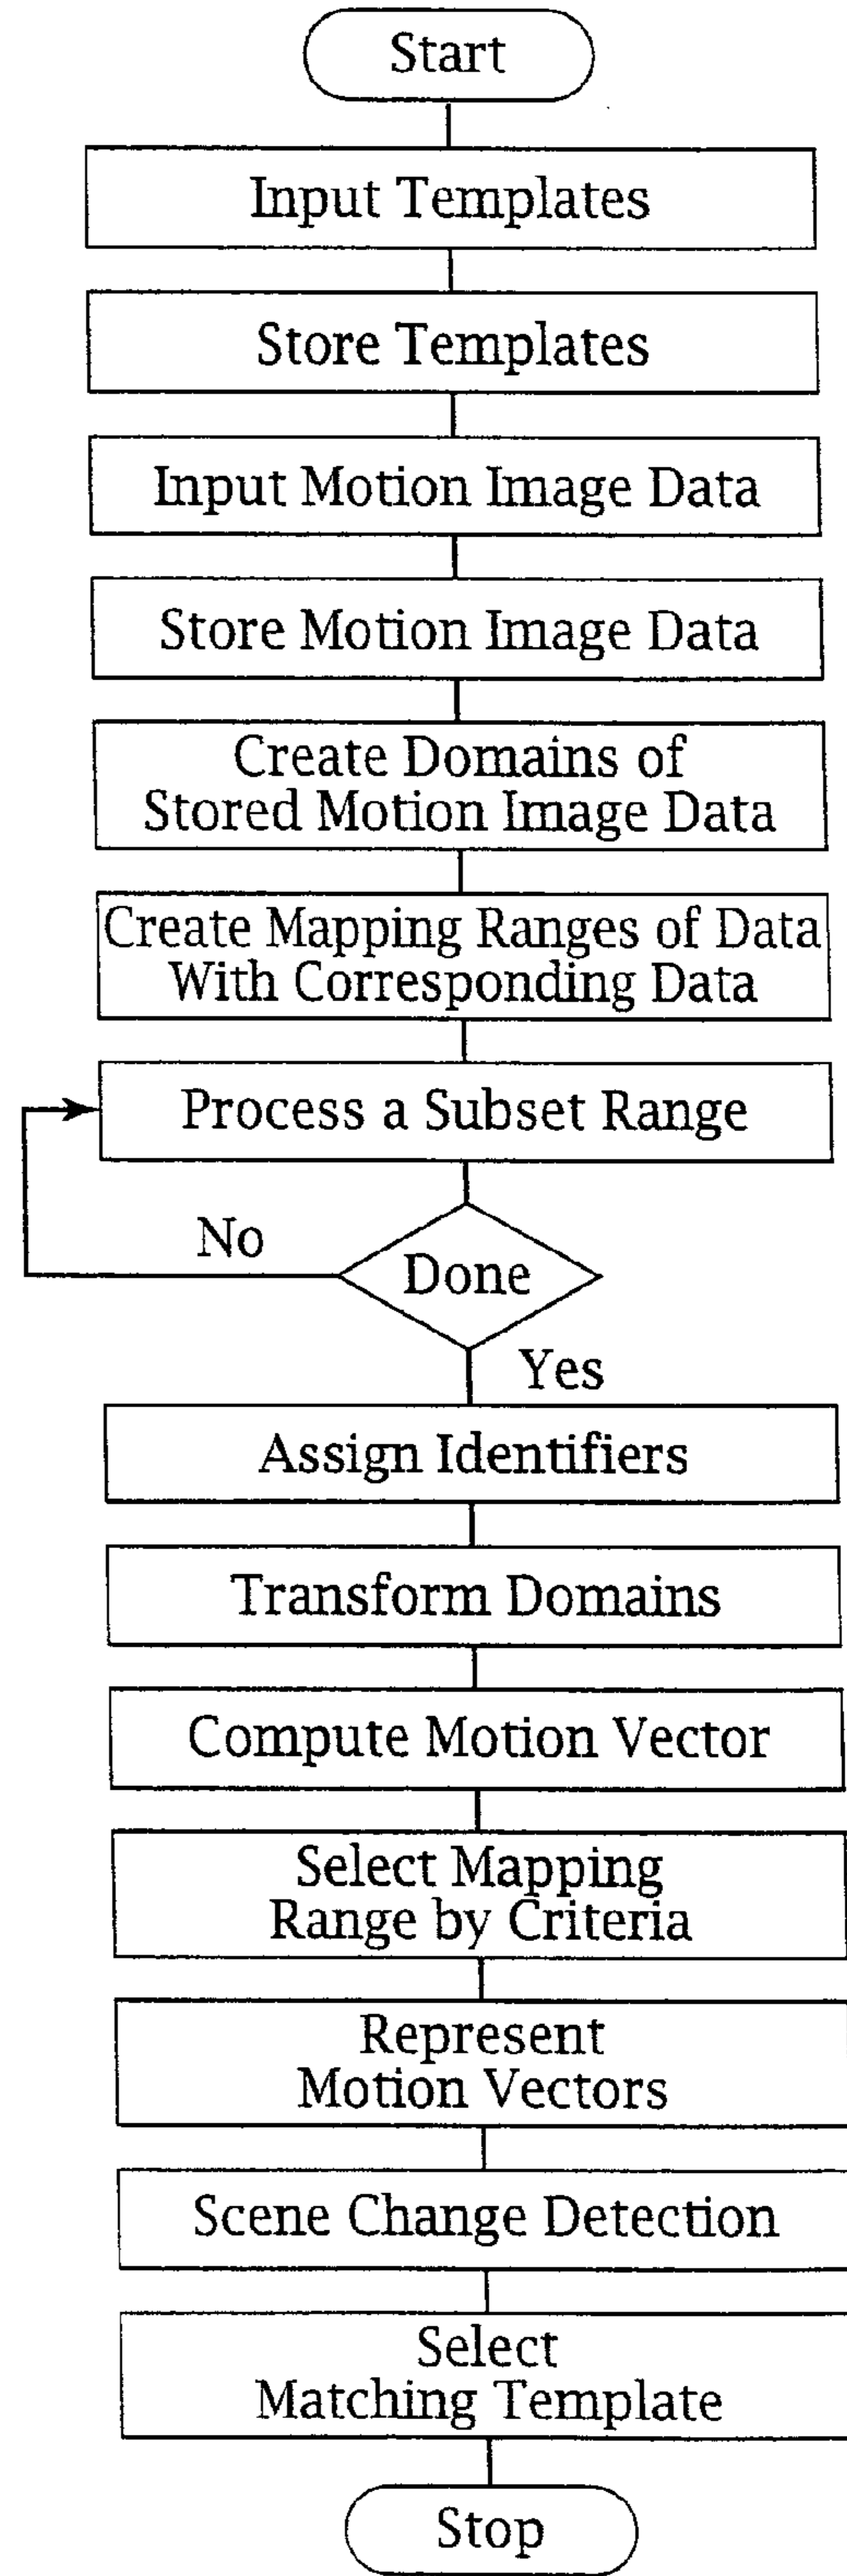 Start
Input Templates
Store Templates
Input Motion Image Data
Store Motion Image Data
Create Domains of
Stored Motion Image Data
Create Mapping Ranges of Data
With Corresponding Data
Process a Subset Range
No
Done
Yes
Assign Identifiers
Transform Domains
Compute Motion Vector
Select Mapping
Range by Criteria
Represent
Motion Vectors
Scene Change Detection
Select
Matching Template
Stop